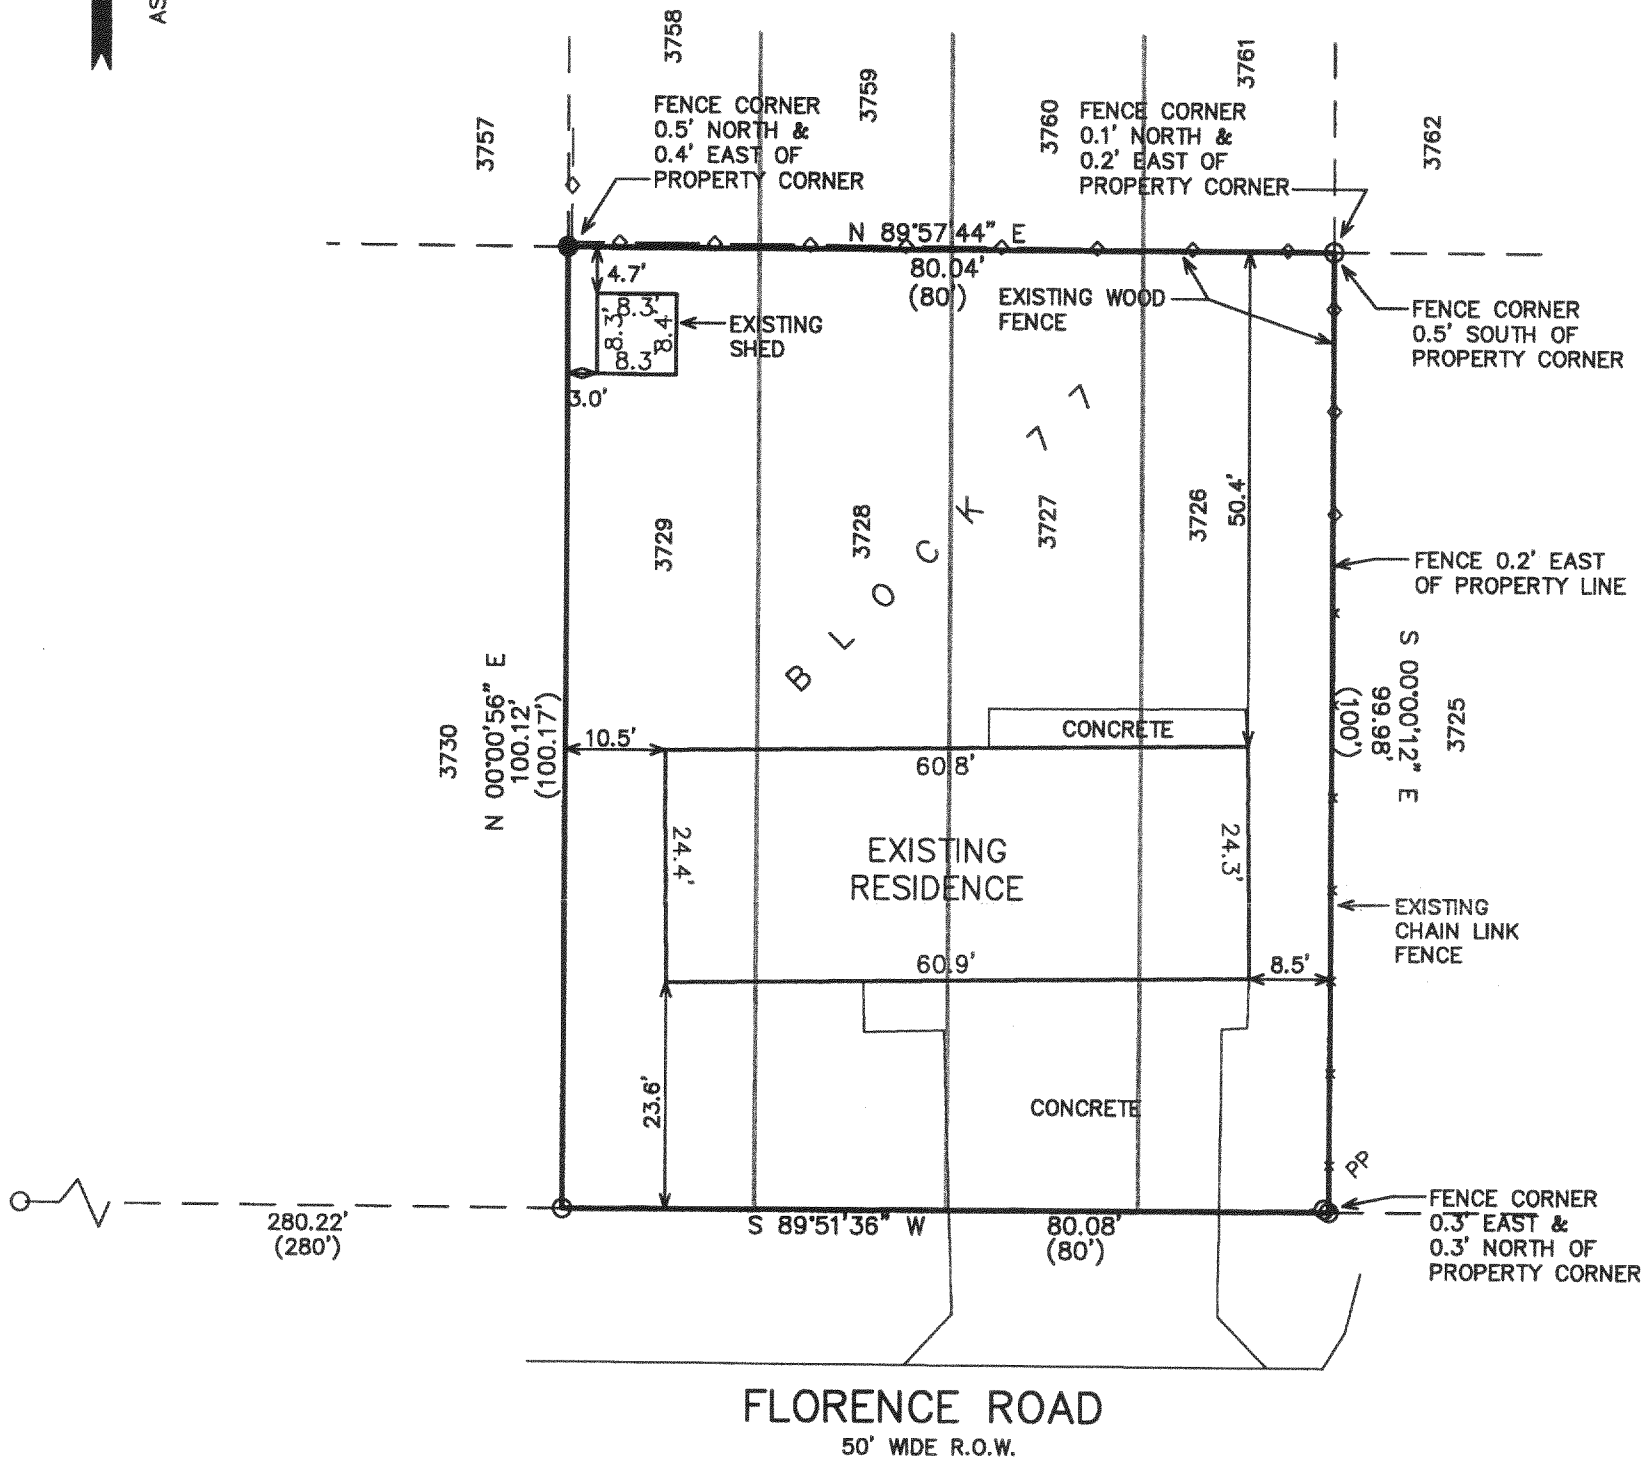 AS
3757
3758
3759
3760
3761
3762
FENCE CORNER
0.5' NORTH &
0.4' EAST OF
PROPERTY CORNER
FENCE CORNER
0.1' NORTH &
0.2' EAST OF
PROPERTY CORNER
N 89°57'44" E
80.04'
(80')
4.7'
8.3'
8.3'
8.4'
8.3'
3.0'
EXISTING
SHED
EXISTING WOOD
FENCE
FENCE CORNER
0.5' SOUTH OF
PROPERTY CORNER
BLOCK 77
3729
3728
3727
3726
50.4'
FENCE 0.2' EAST
OF PROPERTY LINE
3730
N 00°00'56" E
100.12'
(100.17')
S 00°00'12" E
99.98'
(100')
3725
10.5'
CONCRETE
60.8'
24.4'
EXISTING
RESIDENCE
24.3'
EXISTING
CHAIN LINK
FENCE
60.9'
8.5'
23.6'
CONCRETE
PP
FENCE CORNER
0.3' EAST &
0.3' NORTH OF
PROPERTY CORNER
280.22'
(280')
S 89°51'36" W
80.08'
(80')
FLORENCE ROAD
50' WIDE R.O.W.